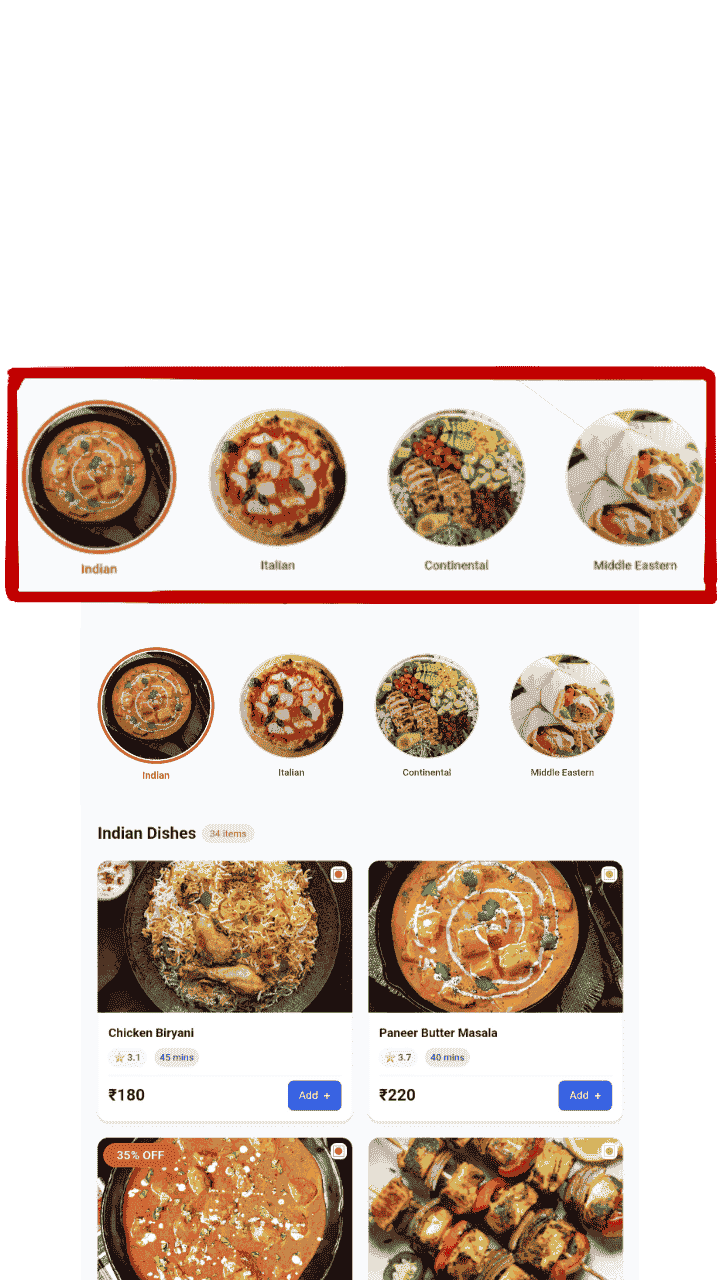 Indian
Italian
Continental
Middle Eastern
Indian
Italian
Continental
Middle Eastern
Indian Dishes
34 items
Chicken Biryani
3.1
45 mins
₹180
Add +
Paneer Butter Masala
3.7
40 mins
₹220
Add +
35% OFF